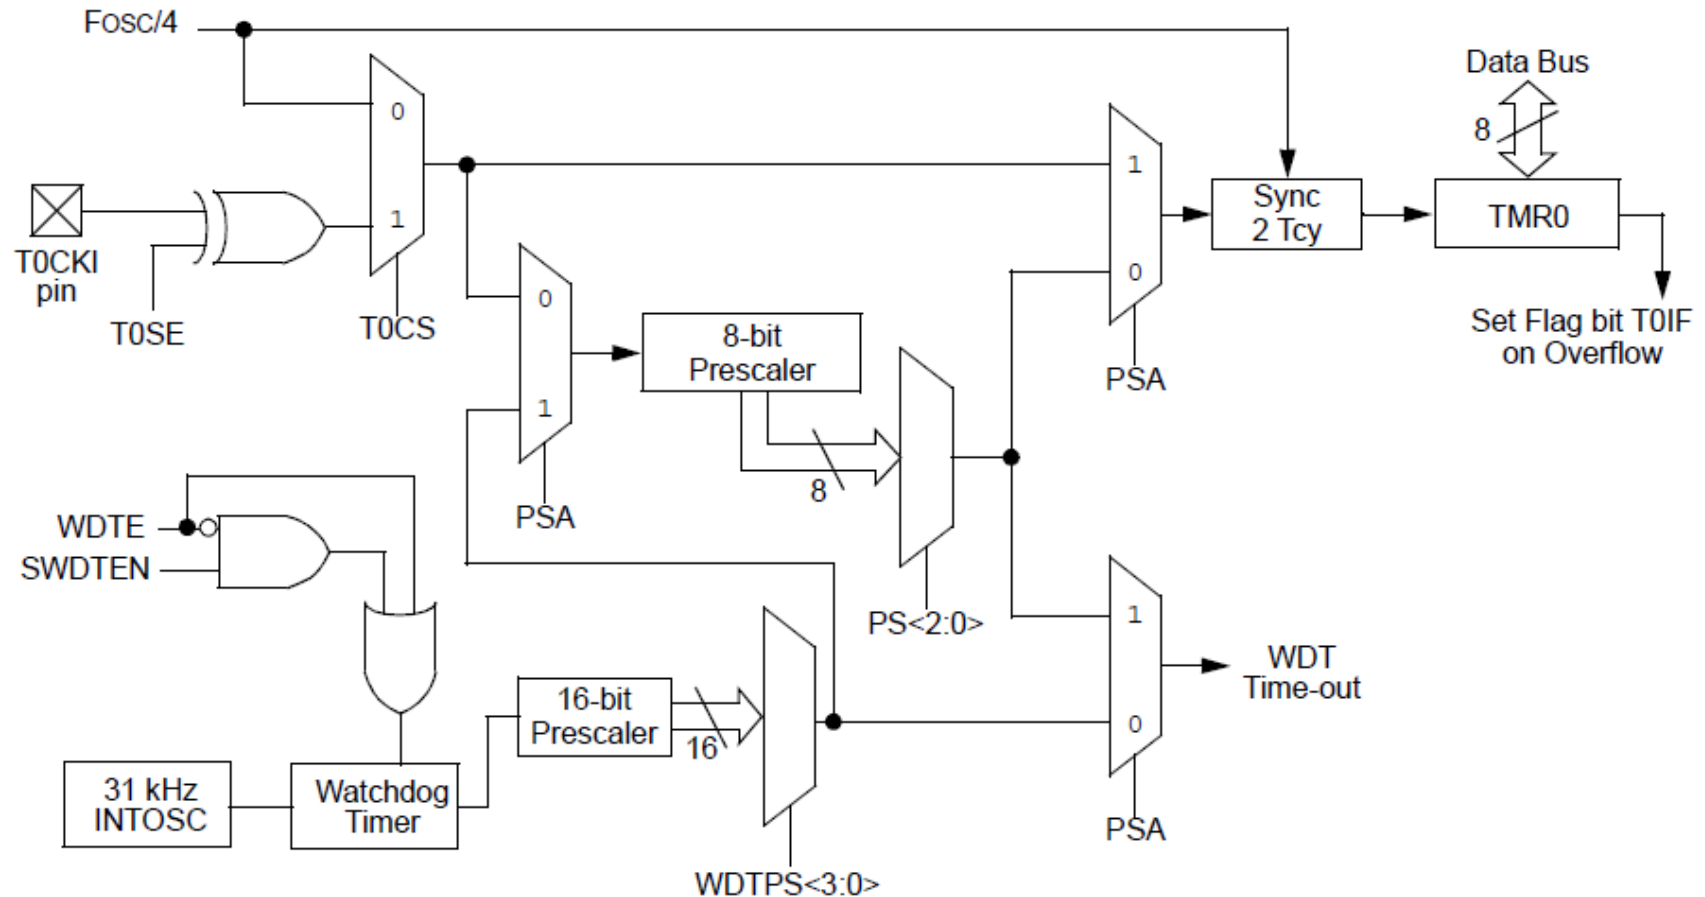 FOSC/4
Data Bus
8
0
1
T0CKI
pin
T0SE
T0CS
1
0
PSA
Sync
2 Tcy
TMR0
Set Flag bit T0IF
on Overflow
0
1
PSA
8-bit
Prescaler
8
PS<2:0>
WDTE
SWDTEN
1
0
PSA
WDT
Time-out
16-bit
Prescaler
16
WDTPS<3:0>
31 kHz
INTOSC
Watchdog
Timer